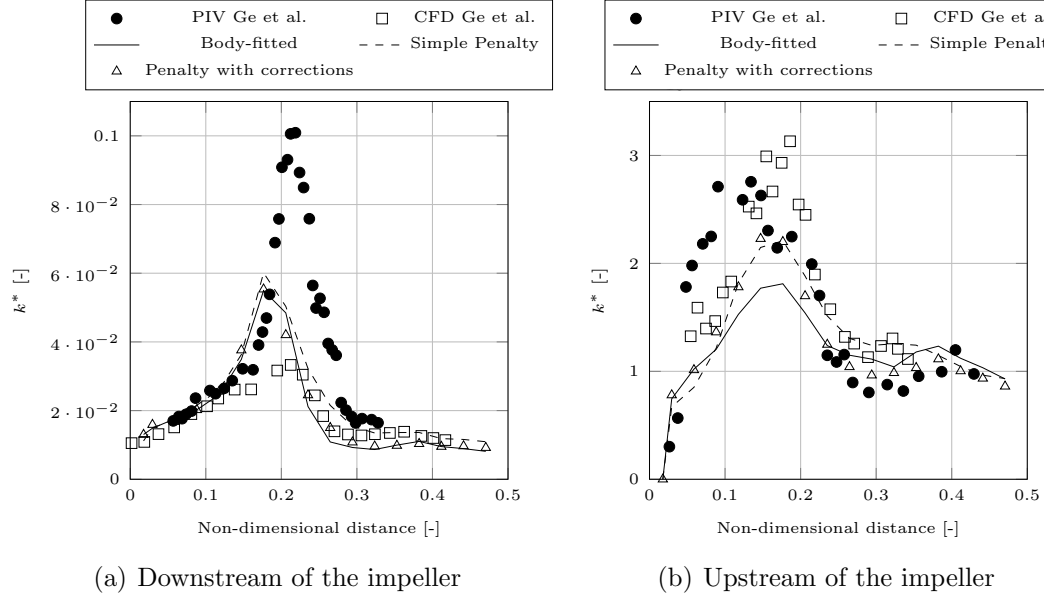 PIV Ge et al. CFD Ge et al.
Body-fitted Simple Penalty
Penalty with corrections
0.1
8 · 10⁻²
6 · 10⁻²
4 · 10⁻²
2 · 10⁻²
0
k* [-]
0 0.1 0.2 0.3 0.4 0.5
Non-dimensional distance [-]
(a) Downstream of the impeller
PIV Ge et al. CFD Ge et a
Body-fitted Simple Penalt
Penalty with corrections
3
2
1
0
k* [-]
0 0.1 0.2 0.3 0.4 0.5
Non-dimensional distance [-]
(b) Upstream of the impeller